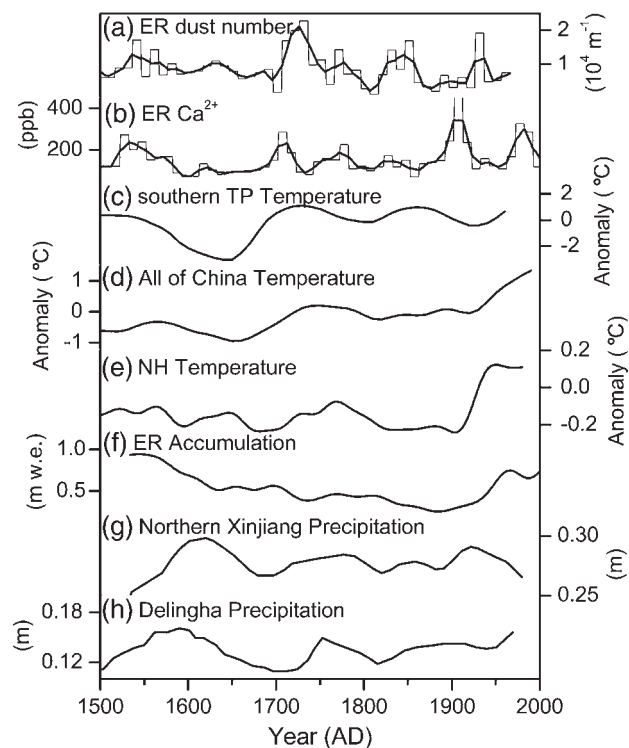 (a) ER dust number
2
1
(10⁴ m⁻¹)
(b) ER Ca²⁺
400
200
(ppb)
(c) southern TP Temperature
2
0
-2
Anomaly (°C)
(d) All of China Temperature
1
0
-1
Anomaly (°C)
(e) NH Temperature
0.2
0.0
-0.2
Anomaly (°C)
(f) ER Accumulation
1.0
0.5
(m w.e.)
(g) Northern Xinjiang Precipitation
0.30
0.25
(m)
(h) Delingha Precipitation
0.18
0.12
(m)
1500 1600 1700 1800 1900 2000
Year (AD)